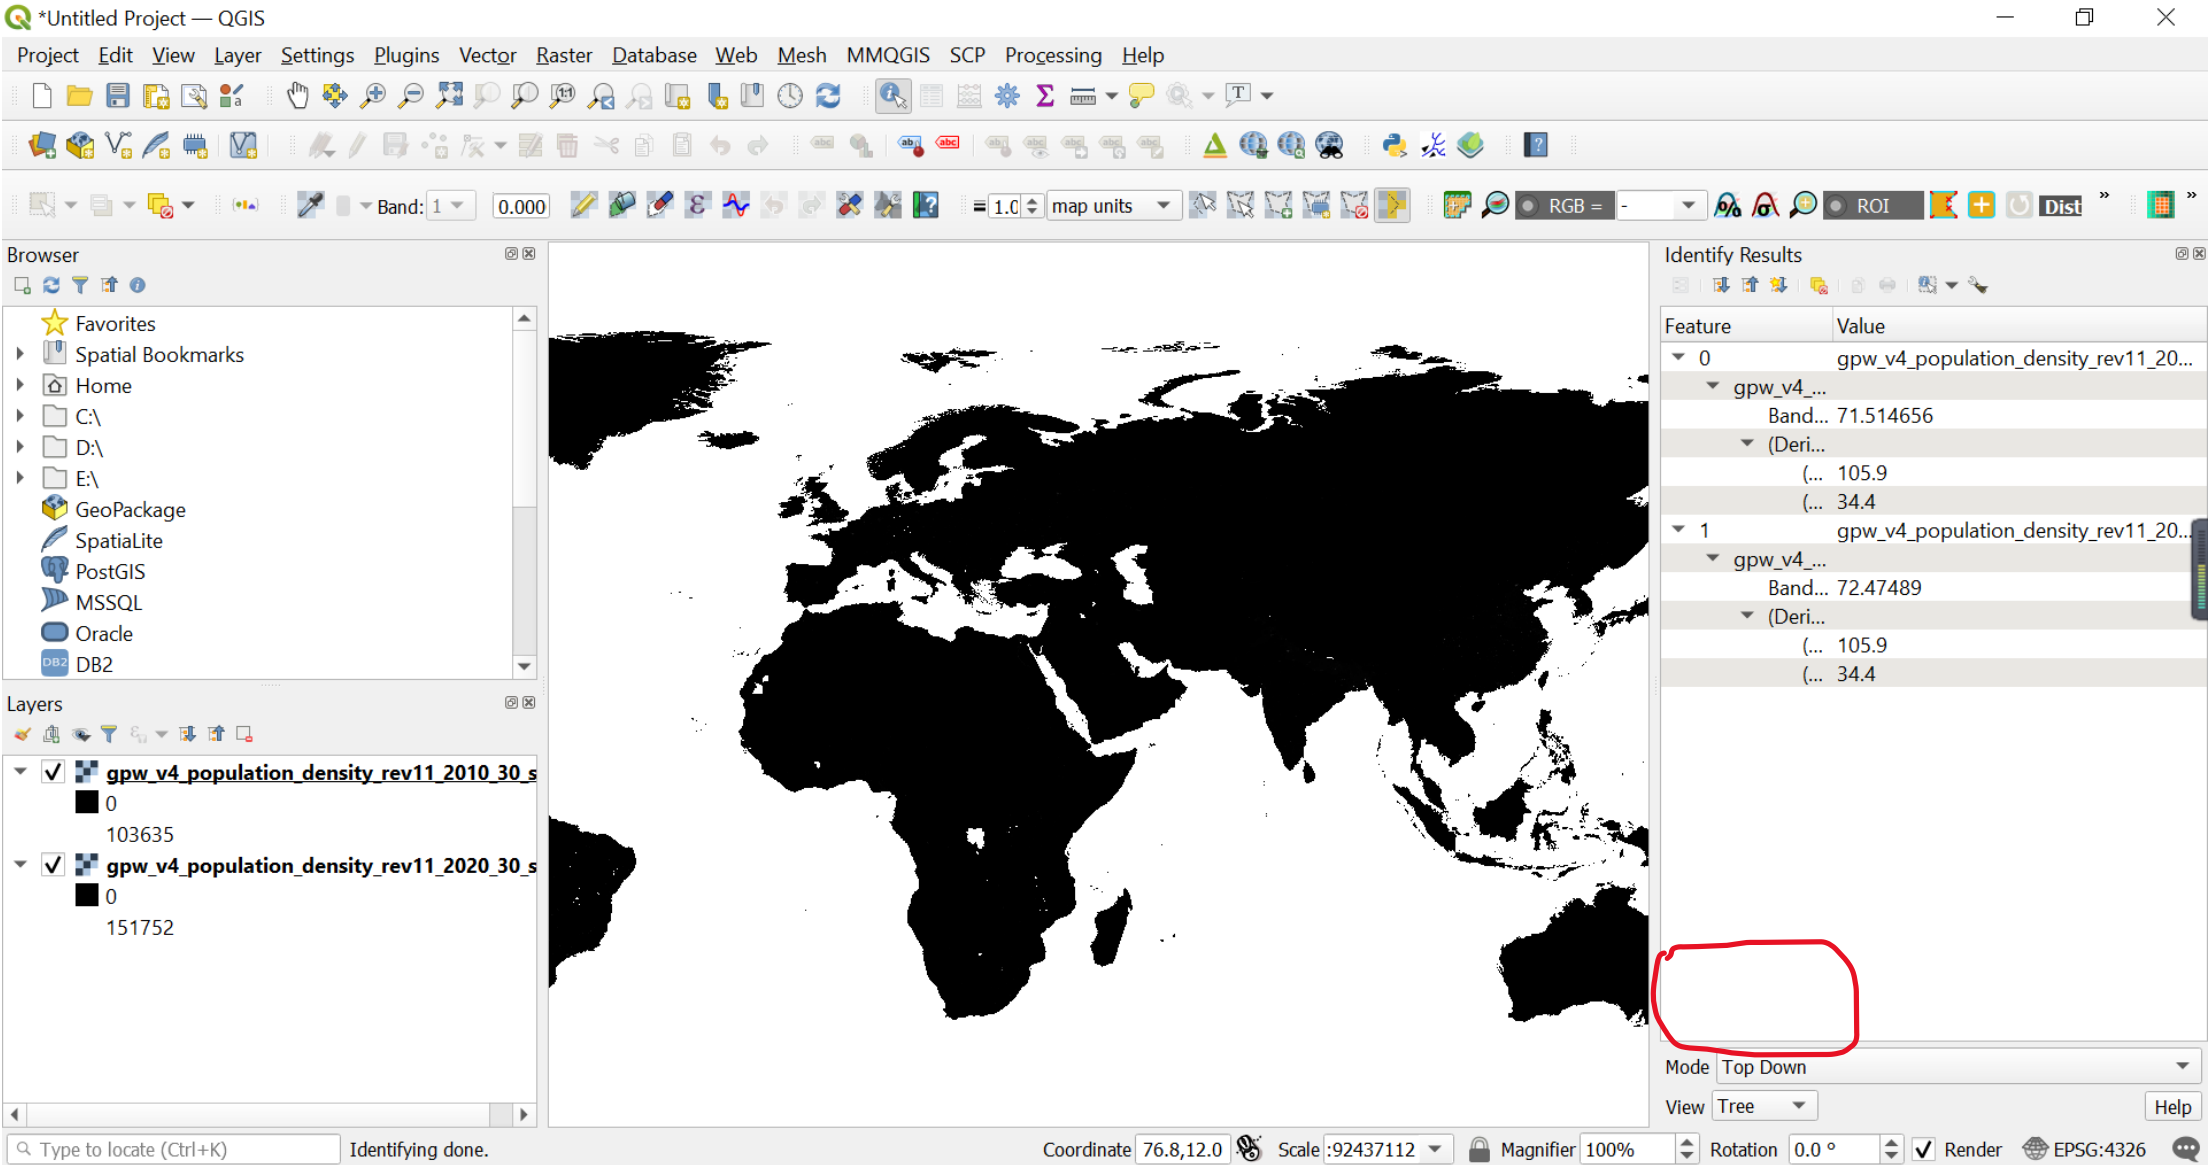 *Untitled Project — QGIS
Project Edit View Layer Settings Plugins Vector Raster Database Web Mesh MMQGIS SCP Processing Help
Band: 1 0.000 1.0 map units RGB = - ROI Dist »  »
Browser
Favorites
Spatial Bookmarks
Home
C:\
D:\
E:\
GeoPackage
SpatiaLite
PostGIS
MSSQL
Oracle
DB2
Layers
gpw_v4_population_density_rev11_2010_30_s
0
103635
gpw_v4_population_density_rev11_2020_30_s
0
151752
Identify Results
Feature Value
0 gpw_v4_population_density_rev11_20...
gpw_v4_...
Band... 71.514656
(Deri...
(... 105.9
(... 34.4
1 gpw_v4_population_density_rev11_20...
gpw_v4_...
Band... 72.47489
(Deri...
(... 105.9
(... 34.4
Mode Top Down
View Tree Help
Type to locate (Ctrl+K) Identifying done. Coordinate 76.8,12.0 Scale :92437112 Magnifier 100% Rotation 0.0 ° Render EPSG:4326